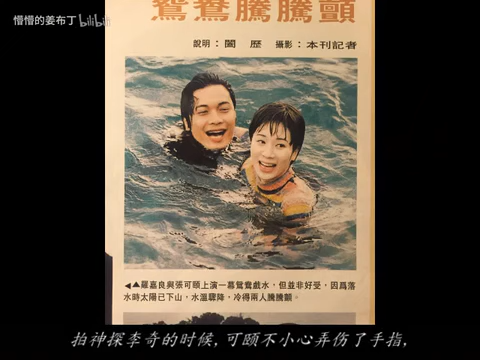 懵懵的姜布丁 bilibili
鴛鴦騰騰顫
說明：閻 歷 攝影：本刊記者
◀▲羅嘉良與張可頤上演一幕鴛鴦戲水，但並非好受，因爲落
水時太陽已下山，水溫驟降，冷得兩人騰騰顫。
拍神探李奇的时候,可颐不小心弄伤了手指,